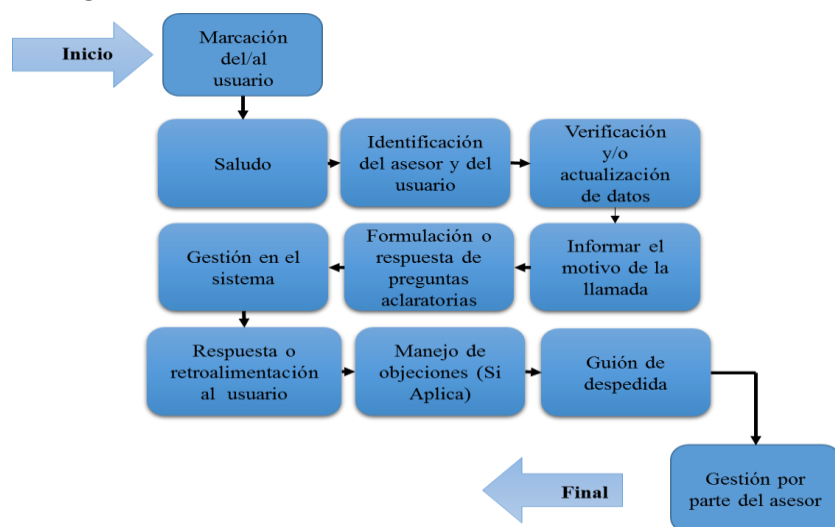 Inicio
Marcación
del/al
usuario
Saludo
Identificación
del asesor y del
usuario
Verificación
y/o
actualización
de datos
Informar el
motivo de la
llamada
Formulación o
respuesta de
preguntas
aclaratorias
Gestión en el
sistema
Respuesta o
retroalimentación
al usuario
Manejo de
objeciones (Si
Aplica)
Guión de
despedida
Gestión por
parte del asesor
Final